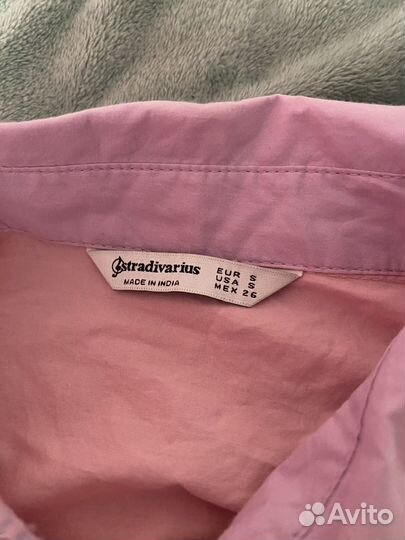 stradivarius
MADE IN INDIA
EUR S
USA S
MEX 26
Avito